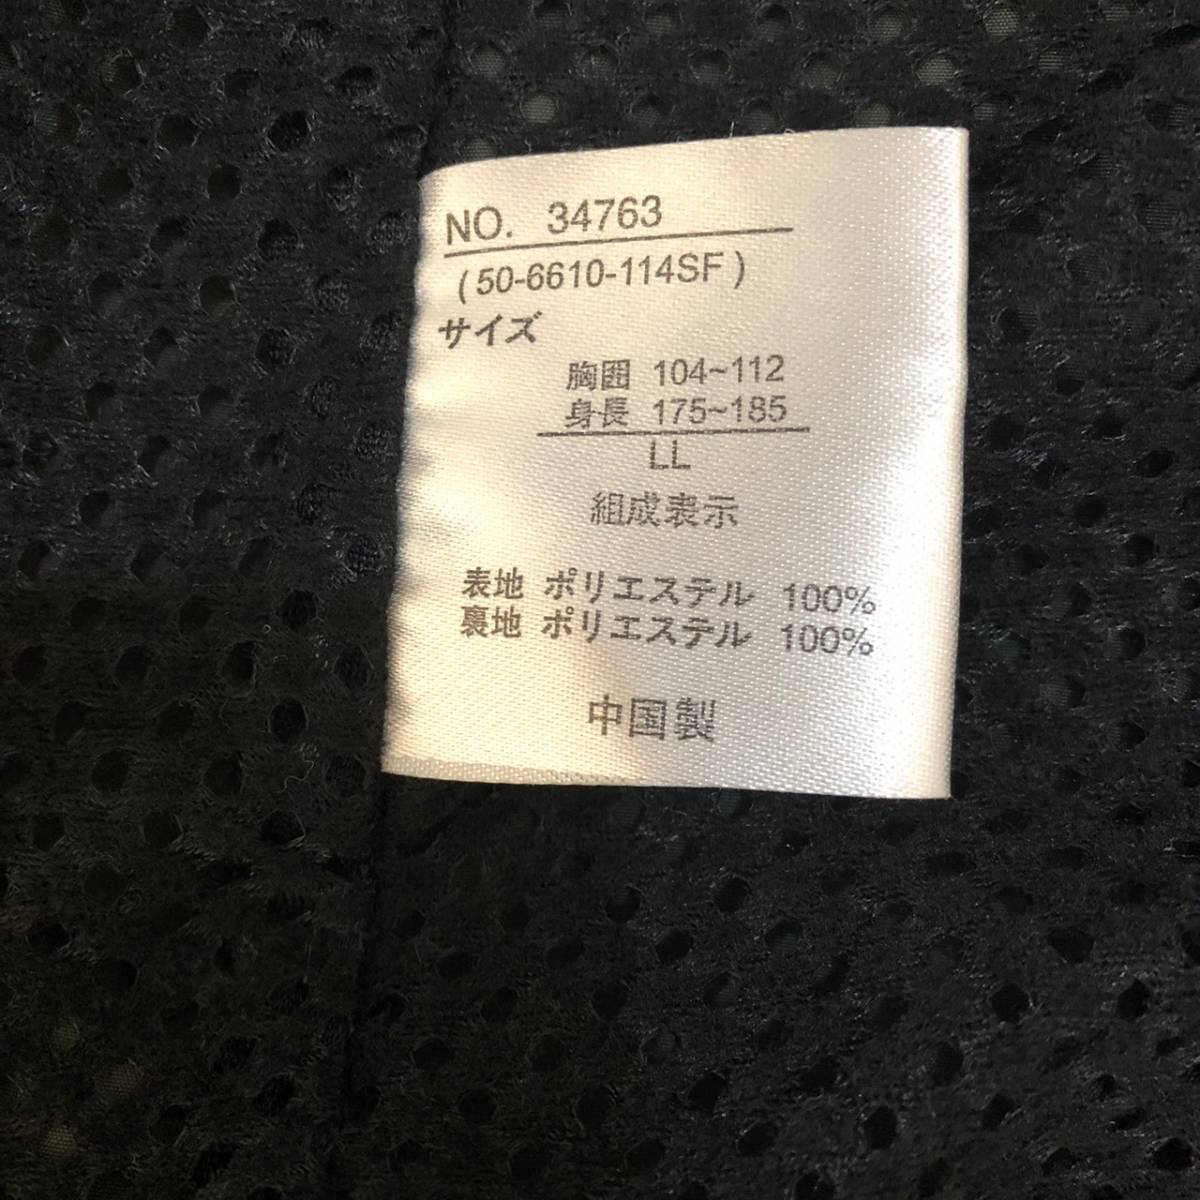 NO. 34763
(50-6610-114SF)
サイズ
胸囲 104~112
身長 175~185
LL
組成表示
表地 ポリエステル 100%
裏地 ポリエステル 100%
中国製